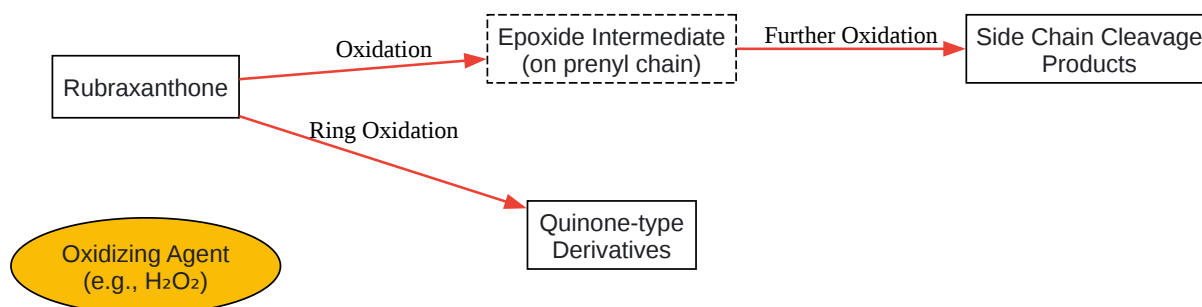 Rubraxanthone
Oxidation
Epoxide Intermediate
(on prenyl chain)
Further Oxidation
Side Chain Cleavage
Products
Ring Oxidation
Quinone-type
Derivatives
Oxidizing Agent
(e.g., H₂O₂)